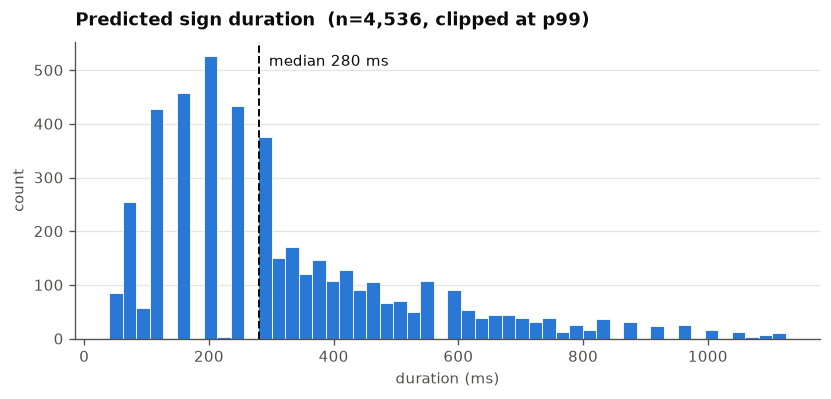 Predicted sign duration  (n=4,536, clipped at p99)
median 280 ms
500
400
300
200
100
0
count
0 200 400 600 800 1000
duration (ms)